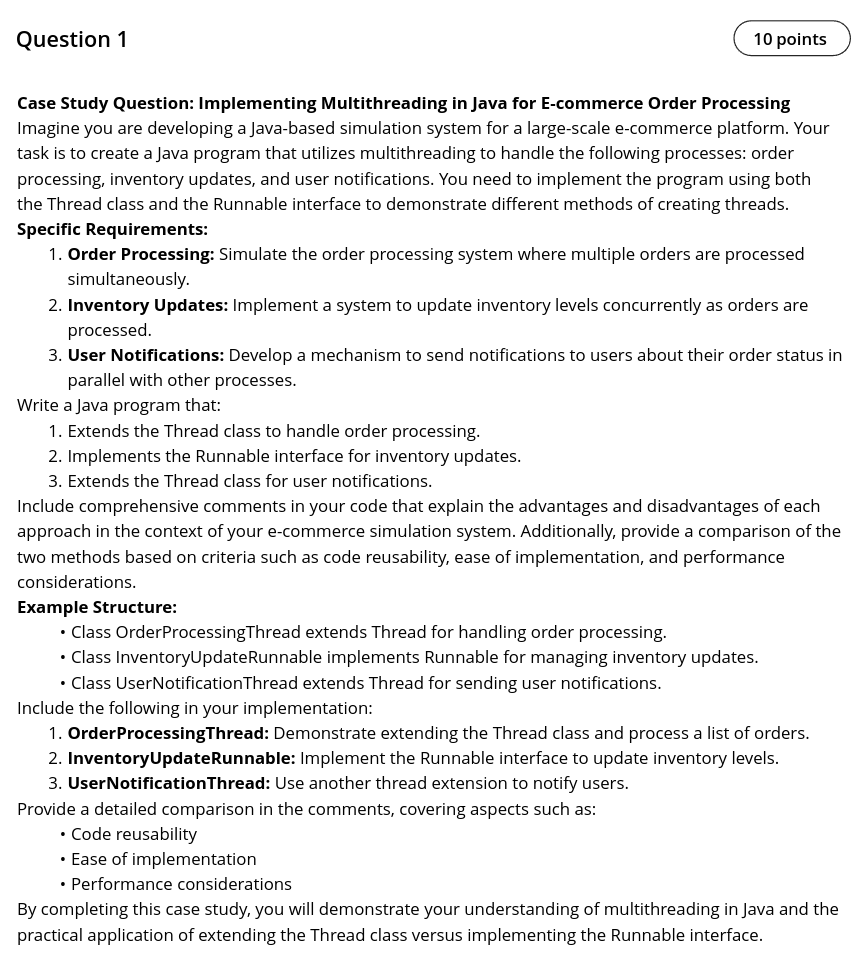 Question 1
10 points
Case Study Question: Implementing Multithreading in Java for E-commerce Order Processing
Imagine you are developing a Java-based simulation system for a large-scale e-commerce platform. Your
task is to create a Java program that utilizes multithreading to handle the following processes: order
processing, inventory updates, and user notifications. You need to implement the program using both
the Thread class and the Runnable interface to demonstrate different methods of creating threads.
Specific Requirements:
1. Order Processing: Simulate the order processing system where multiple orders are processed
simultaneously.
2. Inventory Updates: Implement a system to update inventory levels concurrently as orders are
processed.
3. User Notifications: Develop a mechanism to send notifications to users about their order status in
parallel with other processes.
Write a Java program that:
1. Extends the Thread class to handle order processing.
2. Implements the Runnable interface for inventory updates.
3. Extends the Thread class for user notifications.
Include comprehensive comments in your code that explain the advantages and disadvantages of each
approach in the context of your e-commerce simulation system. Additionally, provide a comparison of the
two methods based on criteria such as code reusability, ease of implementation, and performance
considerations.
Example Structure:
• Class OrderProcessingThread extends Thread for handling order processing.
• Class InventoryUpdateRunnable implements Runnable for managing inventory updates.
• Class UserNotificationThread extends Thread for sending user notifications.
Include the following in your implementation:
1. OrderProcessingThread: Demonstrate extending the Thread class and process a list of orders.
2. InventoryUpdateRunnable: Implement the Runnable interface to update inventory levels.
3. UserNotificationThread: Use another thread extension to notify users.
Provide a detailed comparison in the comments, covering aspects such as:
• Code reusability
• Ease of implementation
• Performance considerations
By completing this case study, you will demonstrate your understanding of multithreading in Java and the
practical application of extending the Thread class versus implementing the Runnable interface.